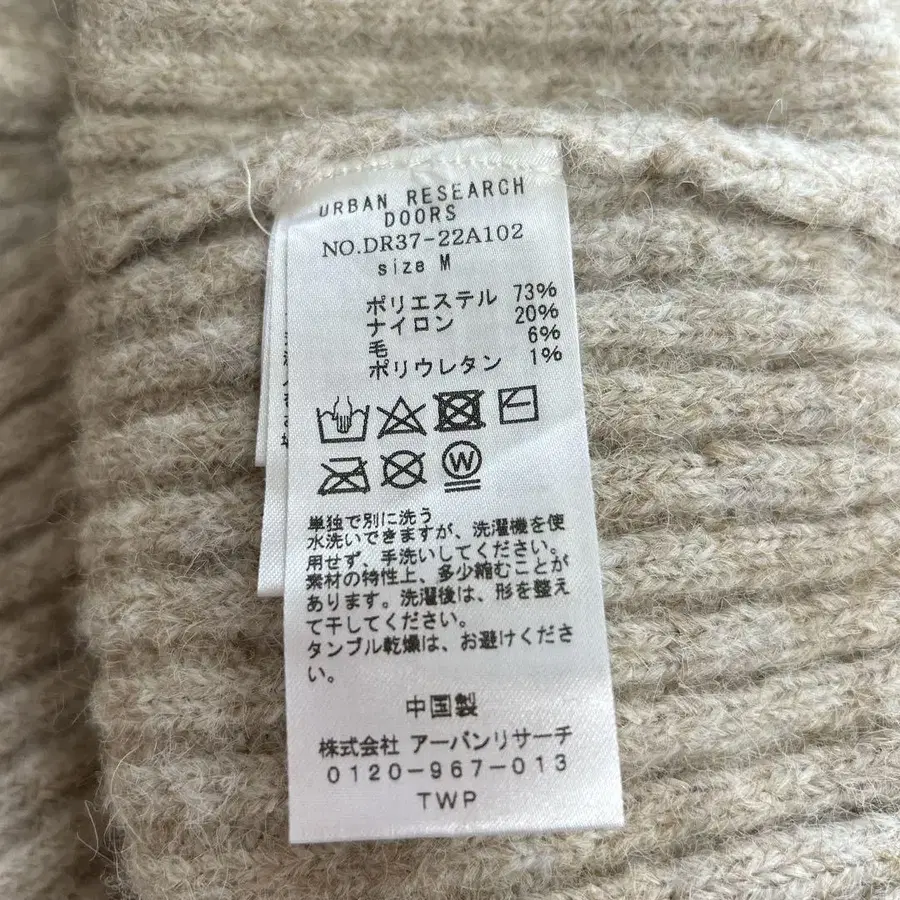 URBAN RESEARCH
DOORS
NO.DR37-22A102
size M
ポリエステル 73%
ナイロン 20%
毛 6%
ポリウレタン 1%
W
単独で別に洗う
水洗いできますが、洗濯機を使
用せず、手洗いしてください。
素材の特性上、多少縮むことが
あります。洗濯後は、形を整え
て干してください。
タンブル乾燥は、お避けくださ
い。
中国製
株式会社 アーバンリサーチ
0120-967-013
TWP